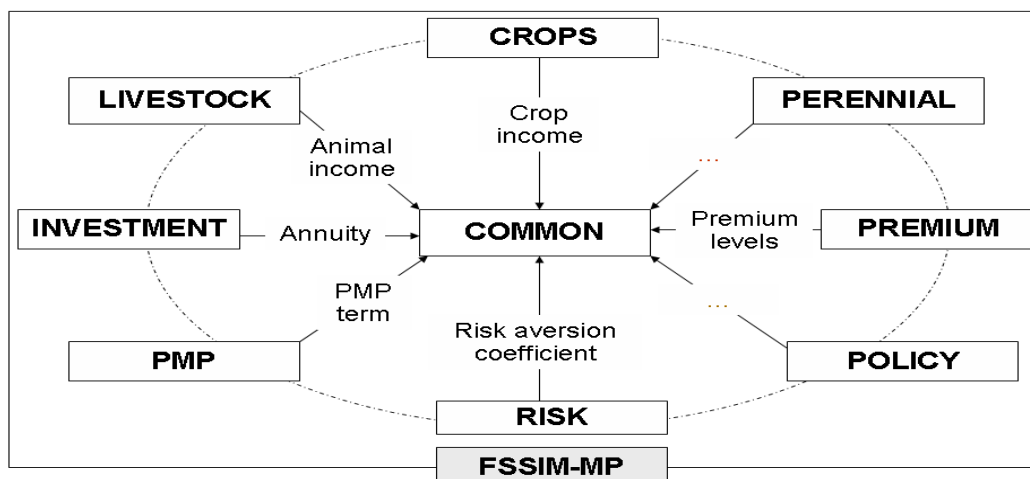 CROPS
LIVESTOCK
PERENNIAL
Crop
income
Animal
income
...
INVESTMENT
Annuity
COMMON
Premium
levels
PREMIUM
PMP
term
...
Risk aversion
coefficient
PMP
POLICY
RISK
FSSIM-MP